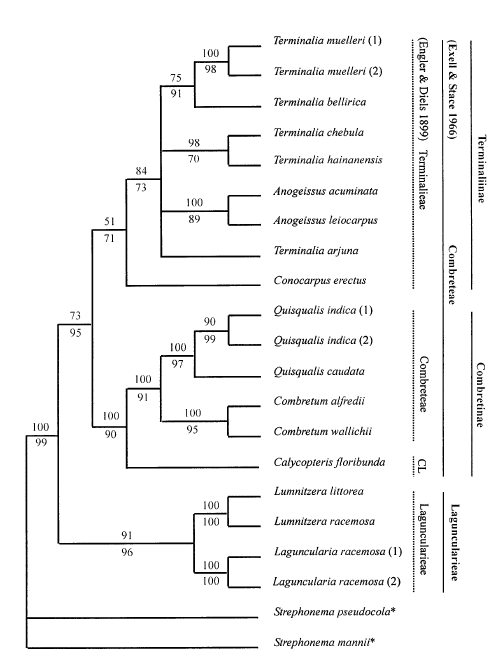 Terminalia muelleri (1)
100
98
Terminalia muelleri (2)
75
91
Terminalia bellirica
Terminalia chebula
98
70
Terminalia hainanensis
84
73
Anogeissus acuminata
100
89
Anogeissus leiocarpus
51
71
Terminalia arjuna
Conocarpus erectus
Quisqualis indica (1)
90
99
73
95
Quisqualis indica (2)
100
97
Quisqualis caudata
100
91
Combretum alfredii
100
95
100
90
Combretum wallichii
100
99
Calycopteris floribunda
Lumnitzera littorea
100
100
Lumnitzera racemosa
91
96
Laguncularia racemosa (1)
100
100
Laguncularia racemosa (2)
Strephonema pseudocola*
Strephonema mannii*
(Engler & Diels 1899)
Terminalieae
Combreteae
CL
Laguncularieae
(Exell & Stace 1966)
Combreteae
Laguncularieae
Terminaliinae
Combretinae